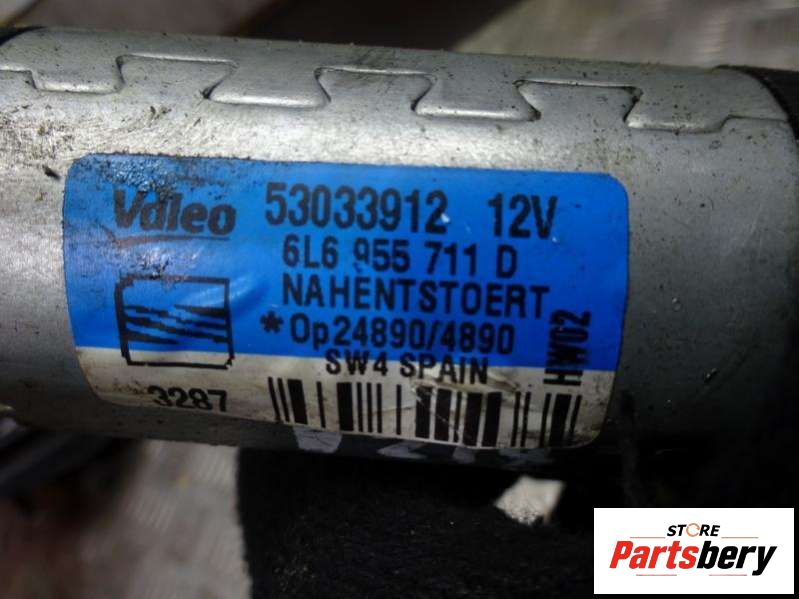 Valeo 53033912 12V
6L6 955 711 D
NAHENTSTOERT
*Op24890/4890
SW4 SPAIN
3287
HW02
STORE
Partsbery